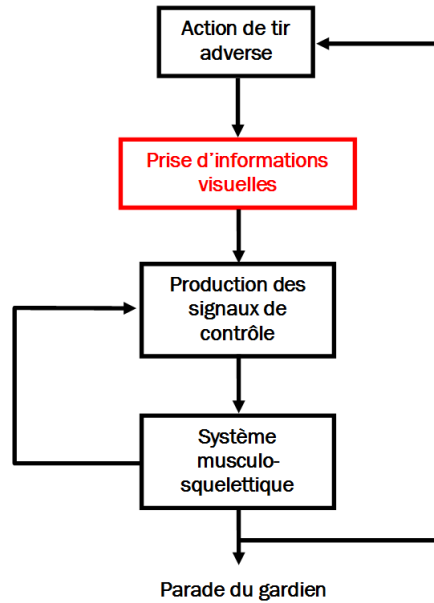 Action de tir
adverse
Prise d'informations
visuelles
Production des
signaux de
contrôle
Système
musculo-
squelettique
Parade du gardien